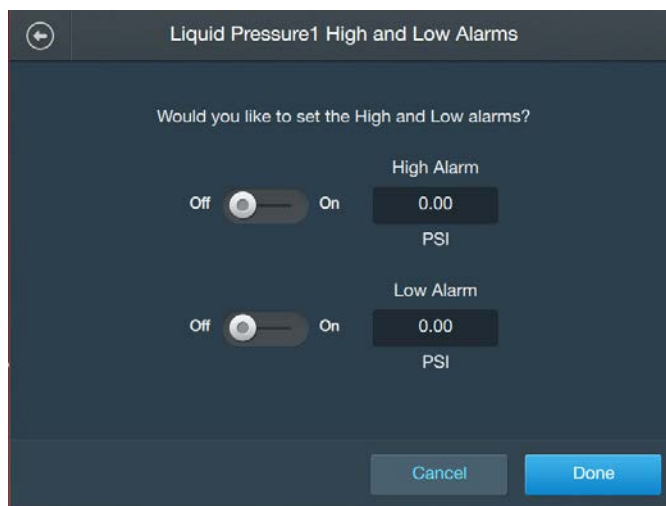 Liquid Pressure1 High and Low Alarms
Would you like to set the High and Low alarms?
High Alarm
Off On 0.00
PSI
Low Alarm
Off On 0.00
PSI
Cancel Done